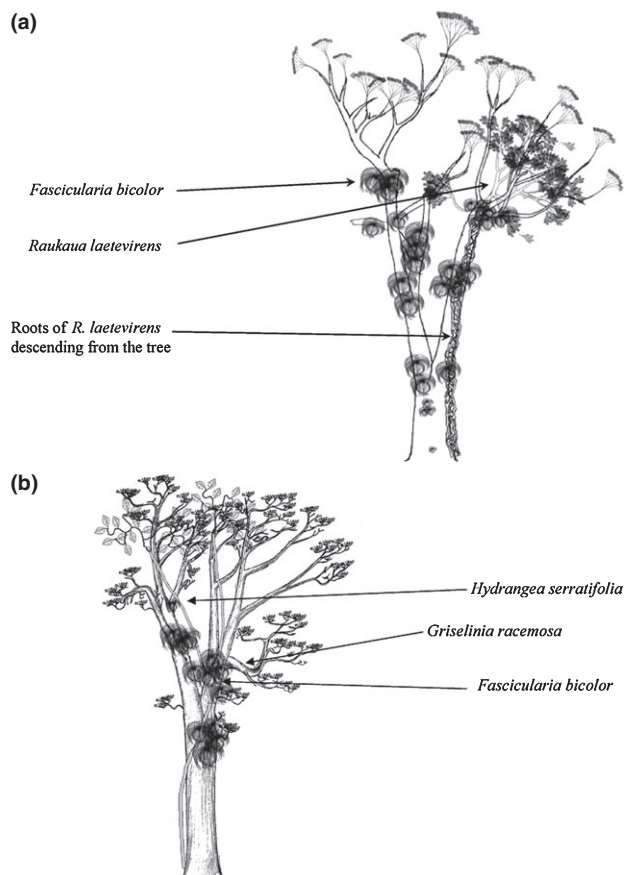 (a)
Fascicularia bicolor
Raukaua laetevirens
Roots of R. laetevirens
descending from the tree
(b)
Hydrangea serratifolia
Griselinia racemosa
Fascicularia bicolor